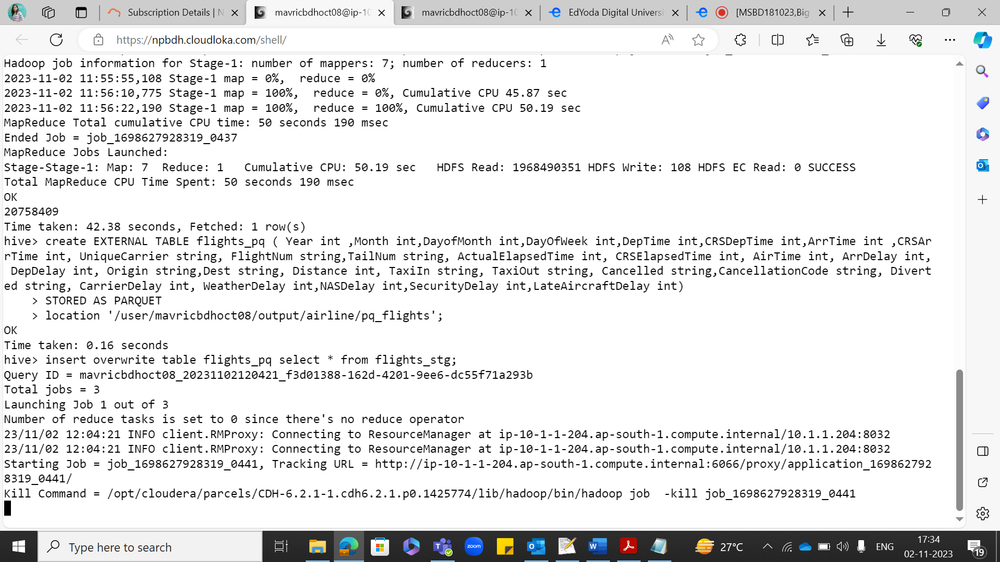 Subscription Details | N
mavricbdhoct08@ip-10
mavricbdhoct08@ip-10
EdYoda Digital Universi
[MSBD181023,Big
https://npbdh.cloudloka.com/shell/
Hadoop job information for Stage-1: number of mappers: 7; number of reducers: 1
2023-11-02 11:55:55,108 Stage-1 map = 0%,  reduce = 0%
2023-11-02 11:56:10,775 Stage-1 map = 100%,  reduce = 0%, Cumulative CPU 45.87 sec
2023-11-02 11:56:22,190 Stage-1 map = 100%,  reduce = 100%, Cumulative CPU 50.19 sec
MapReduce Total cumulative CPU time: 50 seconds 190 msec
Ended Job = job_1698627928319_0437
MapReduce Jobs Launched:
Stage-Stage-1: Map: 7  Reduce: 1   Cumulative CPU: 50.19 sec   HDFS Read: 1968490351 HDFS Write: 108 HDFS EC Read: 0 SUCCESS
Total MapReduce CPU Time Spent: 50 seconds 190 msec
OK
20758409
Time taken: 42.38 seconds, Fetched: 1 row(s)
hive> create EXTERNAL TABLE flights_pq ( Year int ,Month int,DayofMonth int,DayOfWeek int,DepTime int,CRSDepTime int,ArrTime int ,CRSAr
rTime int, UniqueCarrier string, FlightNum string,TailNum string, ActualElapsedTime int, CRSElapsedTime int, AirTime int, ArrDelay int,
 DepDelay int, Origin string,Dest string, Distance int, TaxiIn string, TaxiOut string, Cancelled string,CancellationCode string, Divert
ed string, CarrierDelay int, WeatherDelay int,NASDelay int,SecurityDelay int,LateAircraftDelay int)
    > STORED AS PARQUET
    > location '/user/mavricbdhoct08/output/airline/pq_flights';
OK
Time taken: 0.16 seconds
hive> insert overwrite table flights_pq select * from flights_stg;
Query ID = mavricbdhoct08_20231102120421_f3d01388-162d-4201-9ee6-dc55f71a293b
Total jobs = 3
Launching Job 1 out of 3
Number of reduce tasks is set to 0 since there's no reduce operator
23/11/02 12:04:21 INFO client.RMProxy: Connecting to ResourceManager at ip-10-1-1-204.ap-south-1.compute.internal/10.1.1.204:8032
23/11/02 12:04:21 INFO client.RMProxy: Connecting to ResourceManager at ip-10-1-1-204.ap-south-1.compute.internal/10.1.1.204:8032
Starting Job = job_1698627928319_0441, Tracking URL = http://ip-10-1-1-204.ap-south-1.compute.internal:6066/proxy/application_169862792
8319_0441/
Kill Command = /opt/cloudera/parcels/CDH-6.2.1-1.cdh6.2.1.p0.1425774/lib/hadoop/bin/hadoop job  -kill job_1698627928319_0441
Type here to search
zoom
27°C
ENG
17:34
02-11-2023
19